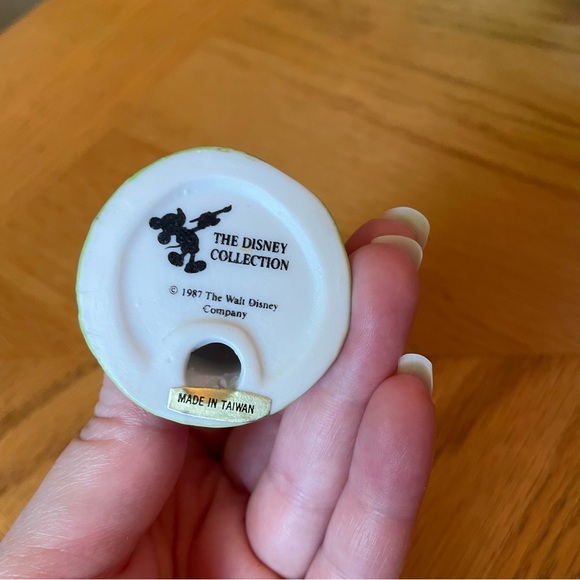 THE DISNEY
COLLECTION
© 1987 The Walt Disney
Company
MADE IN TAIWAN